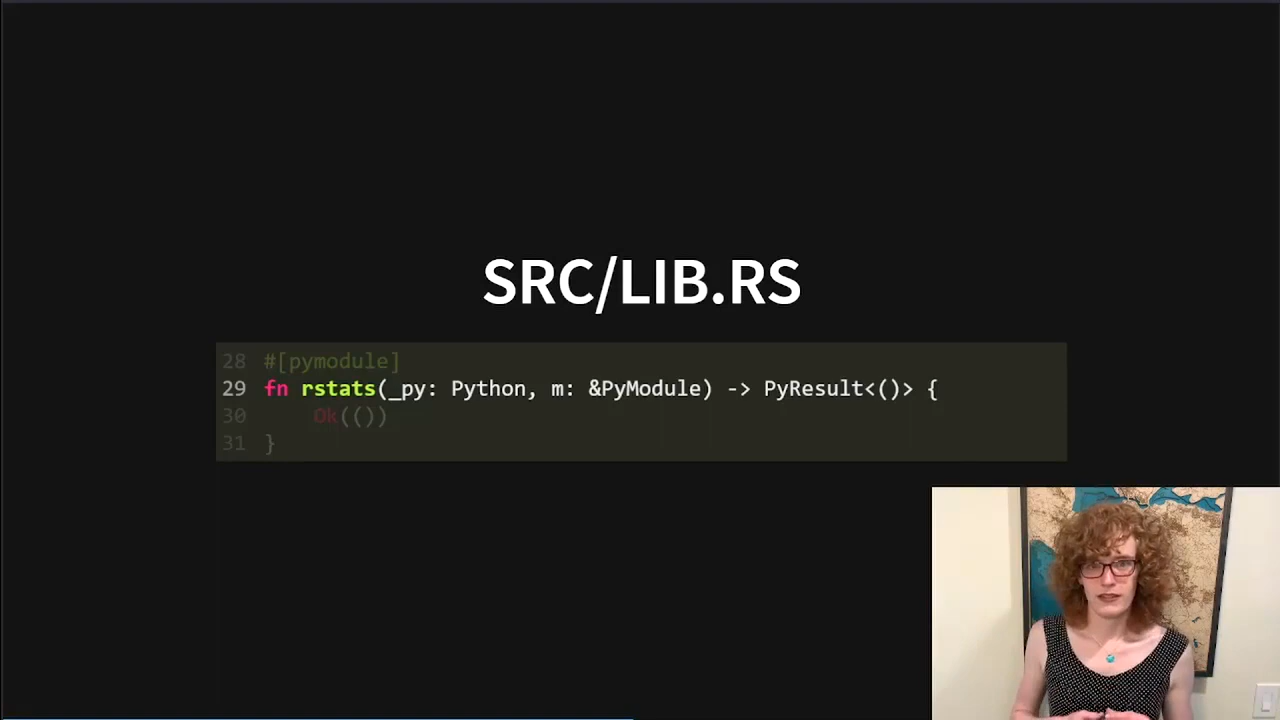 SRC/LIB.RS
28 #[pymodule]
29 fn rstats(_py: Python, m: &PyModule) -> PyResult<()> {
30     Ok(())
31 }